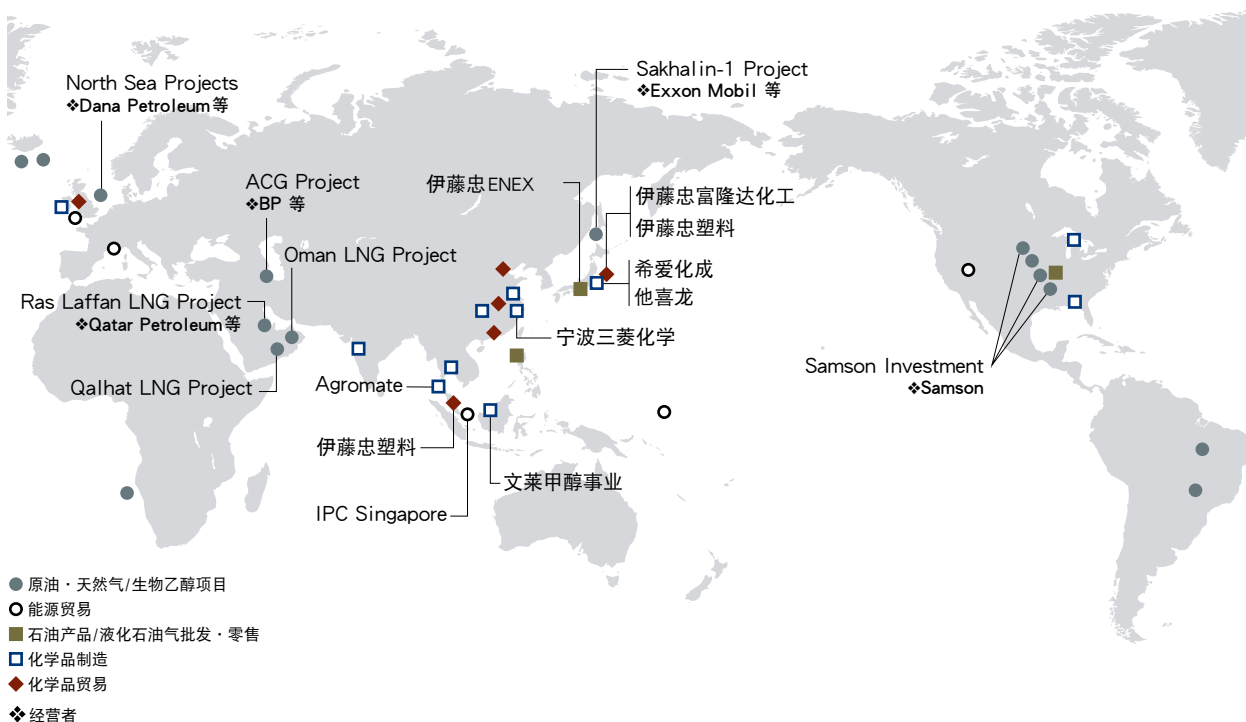 North Sea Projects
❖Dana Petroleum等
Sakhalin-1 Project
❖Exxon Mobil 等
ACG Project
❖BP 等
伊藤忠ENEX
伊藤忠富隆达化工
伊藤忠塑料
Oman LNG Project
希爱化成
他喜龙
Ras Laffan LNG Project
❖Qatar Petroleum等
宁波三菱化学
Samson Investment
❖Samson
Qalhat LNG Project
Agromate
伊藤忠塑料
文莱甲醇事业
IPC Singapore
原油・天然气/生物乙醇项目
能源贸易
石油产品/液化石油气批发・零售
化学品制造
化学品贸易
❖经营者